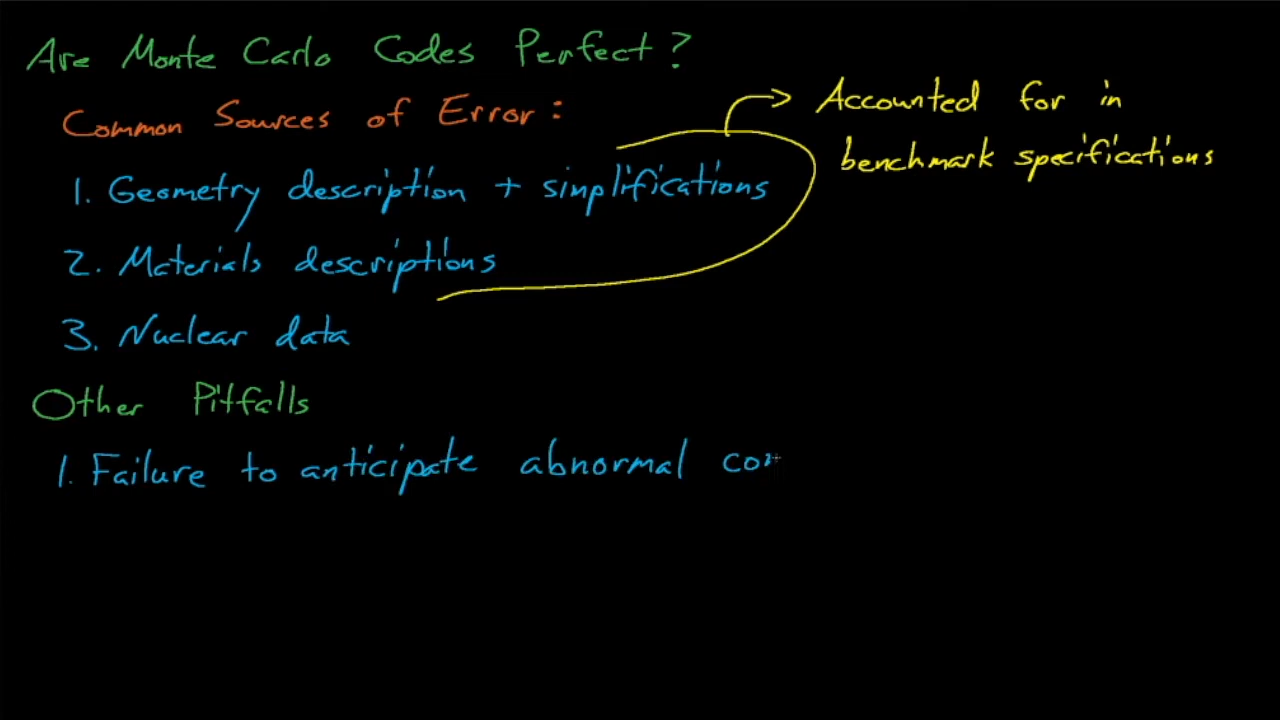 Are Monte Carlo Codes Perfect?
Common Sources of Error:
Accounted for in
benchmark specifications
1. Geometry description + simplifications
2. Materials descriptions
3. Nuclear data
Other Pitfalls
1. Failure to anticipate abnormal con